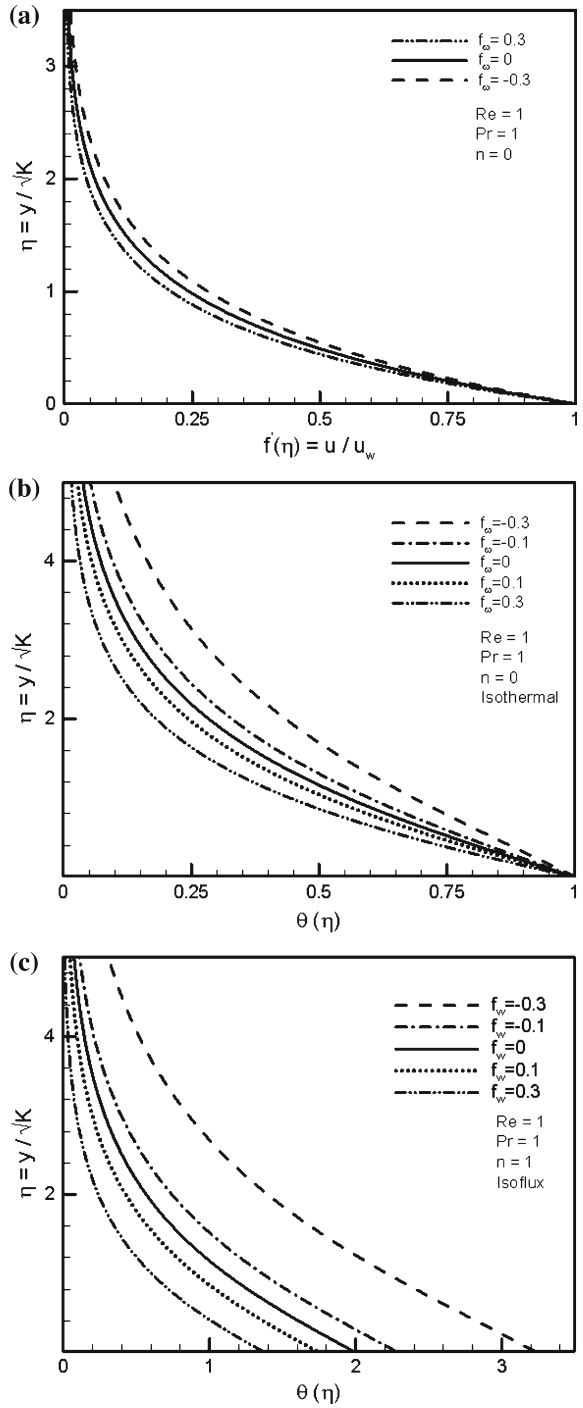 (a)
f_ω = 0.3
f_ω = 0
f_ω = -0.3
Re = 1
Pr = 1
n = 0
η = y / √K
3
2
1
0
0 0.25 0.5 0.75 1
f'(η) = u / u_w
(b)
f_ω=-0.3
f_ω=-0.1
f_ω=0
f_ω=0.1
f_ω=0.3
Re = 1
Pr = 1
n = 0
Isothermal
η = y / √K
4
2
0 0.25 0.5 0.75 1
θ (η)
(c)
f_w=-0.3
f_w=-0.1
f_w=0
f_w=0.1
f_w=0.3
Re = 1
Pr = 1
n = 1
Isoflux
η = y / √K
4
2
0 1 2 3
θ (η)